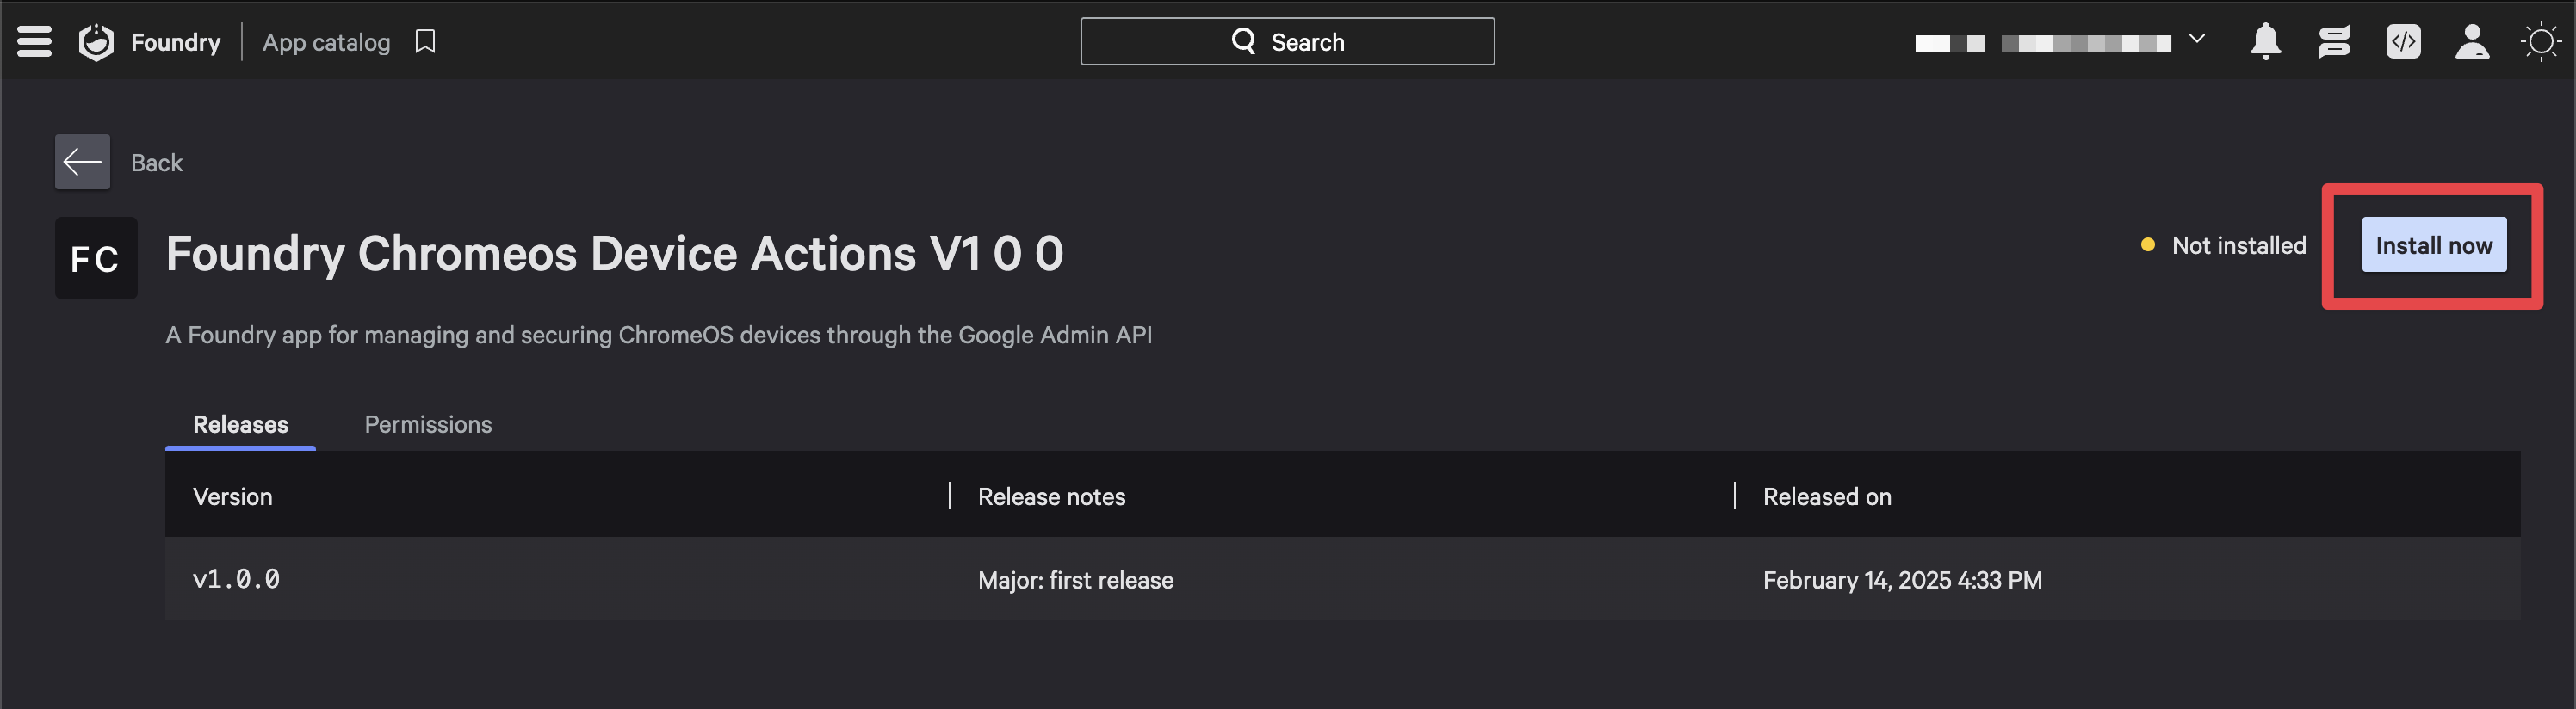 Foundry App catalog Search
Back
FC
Foundry Chromeos Device Actions V1 0 0
Not installed
Install now
A Foundry app for managing and securing ChromeOS devices through the Google Admin API
Releases Permissions
Version Release notes Released on
v1.0.0 Major: first release February 14, 2025 4:33 PM